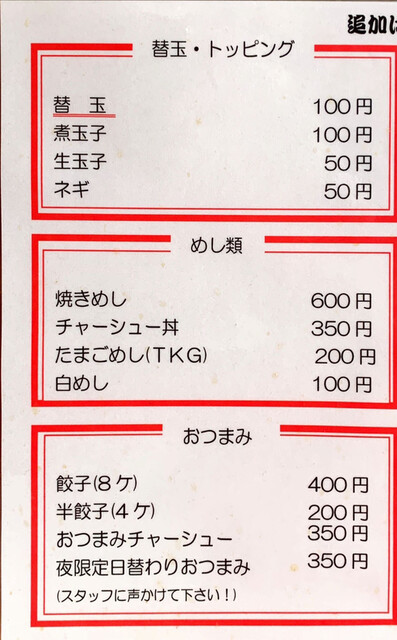 追加は
替玉・トッピング
替　玉 100円
煮玉子 100円
生玉子 50円
ネギ 50円
めし類
焼きめし 600円
チャーシュー丼 350円
たまごめし(TKG) 200円
白めし 100円
おつまみ
餃子(8ケ) 400円
半餃子(4ケ) 200円
おつまみチャーシュー 350円
夜限定日替わりおつまみ 350円
(スタッフに声かけて下さい！)